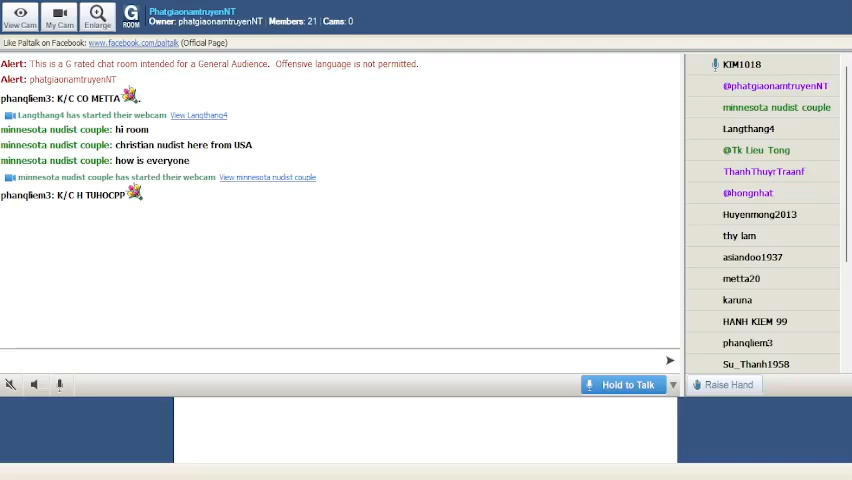 View Cam
My Cam
Enlarge
G
ROOM
PhatgiaonamtruyenNT
Owner: phatgiaonamtruyenNT | Members: 21 | Cams: 0
Like Paltalk on Facebook: www.facebook.com/paltalk (Official Page)
Alert: This is a G rated chat room intended for a General Audience. Offensive language is not permitted.
Alert: phatgiaonamtruyenNT
phanqliem3: K/C CO METTA .
Langthang4 has started their webcam View Langthang4
minnesota nudist couple: hi room
minnesota nudist couple: christian nudist here from USA
minnesota nudist couple: how is everyone
minnesota nudist couple has started their webcam View minnesota nudist couple
phanqliem3: K/C H TUHOCPP
Hold to Talk
KIM1018
@phatgiaonamtruyenNT
minnesota nudist couple
Langthang4
@Tk Lieu Tong
ThanhThuyrTraanf
@hongnhat
Huyenmong2013
thy lam
asiandoo1937
metta20
karuna
HANH KIEM 99
phanqliem3
Su_Thanh1958
Raise Hand